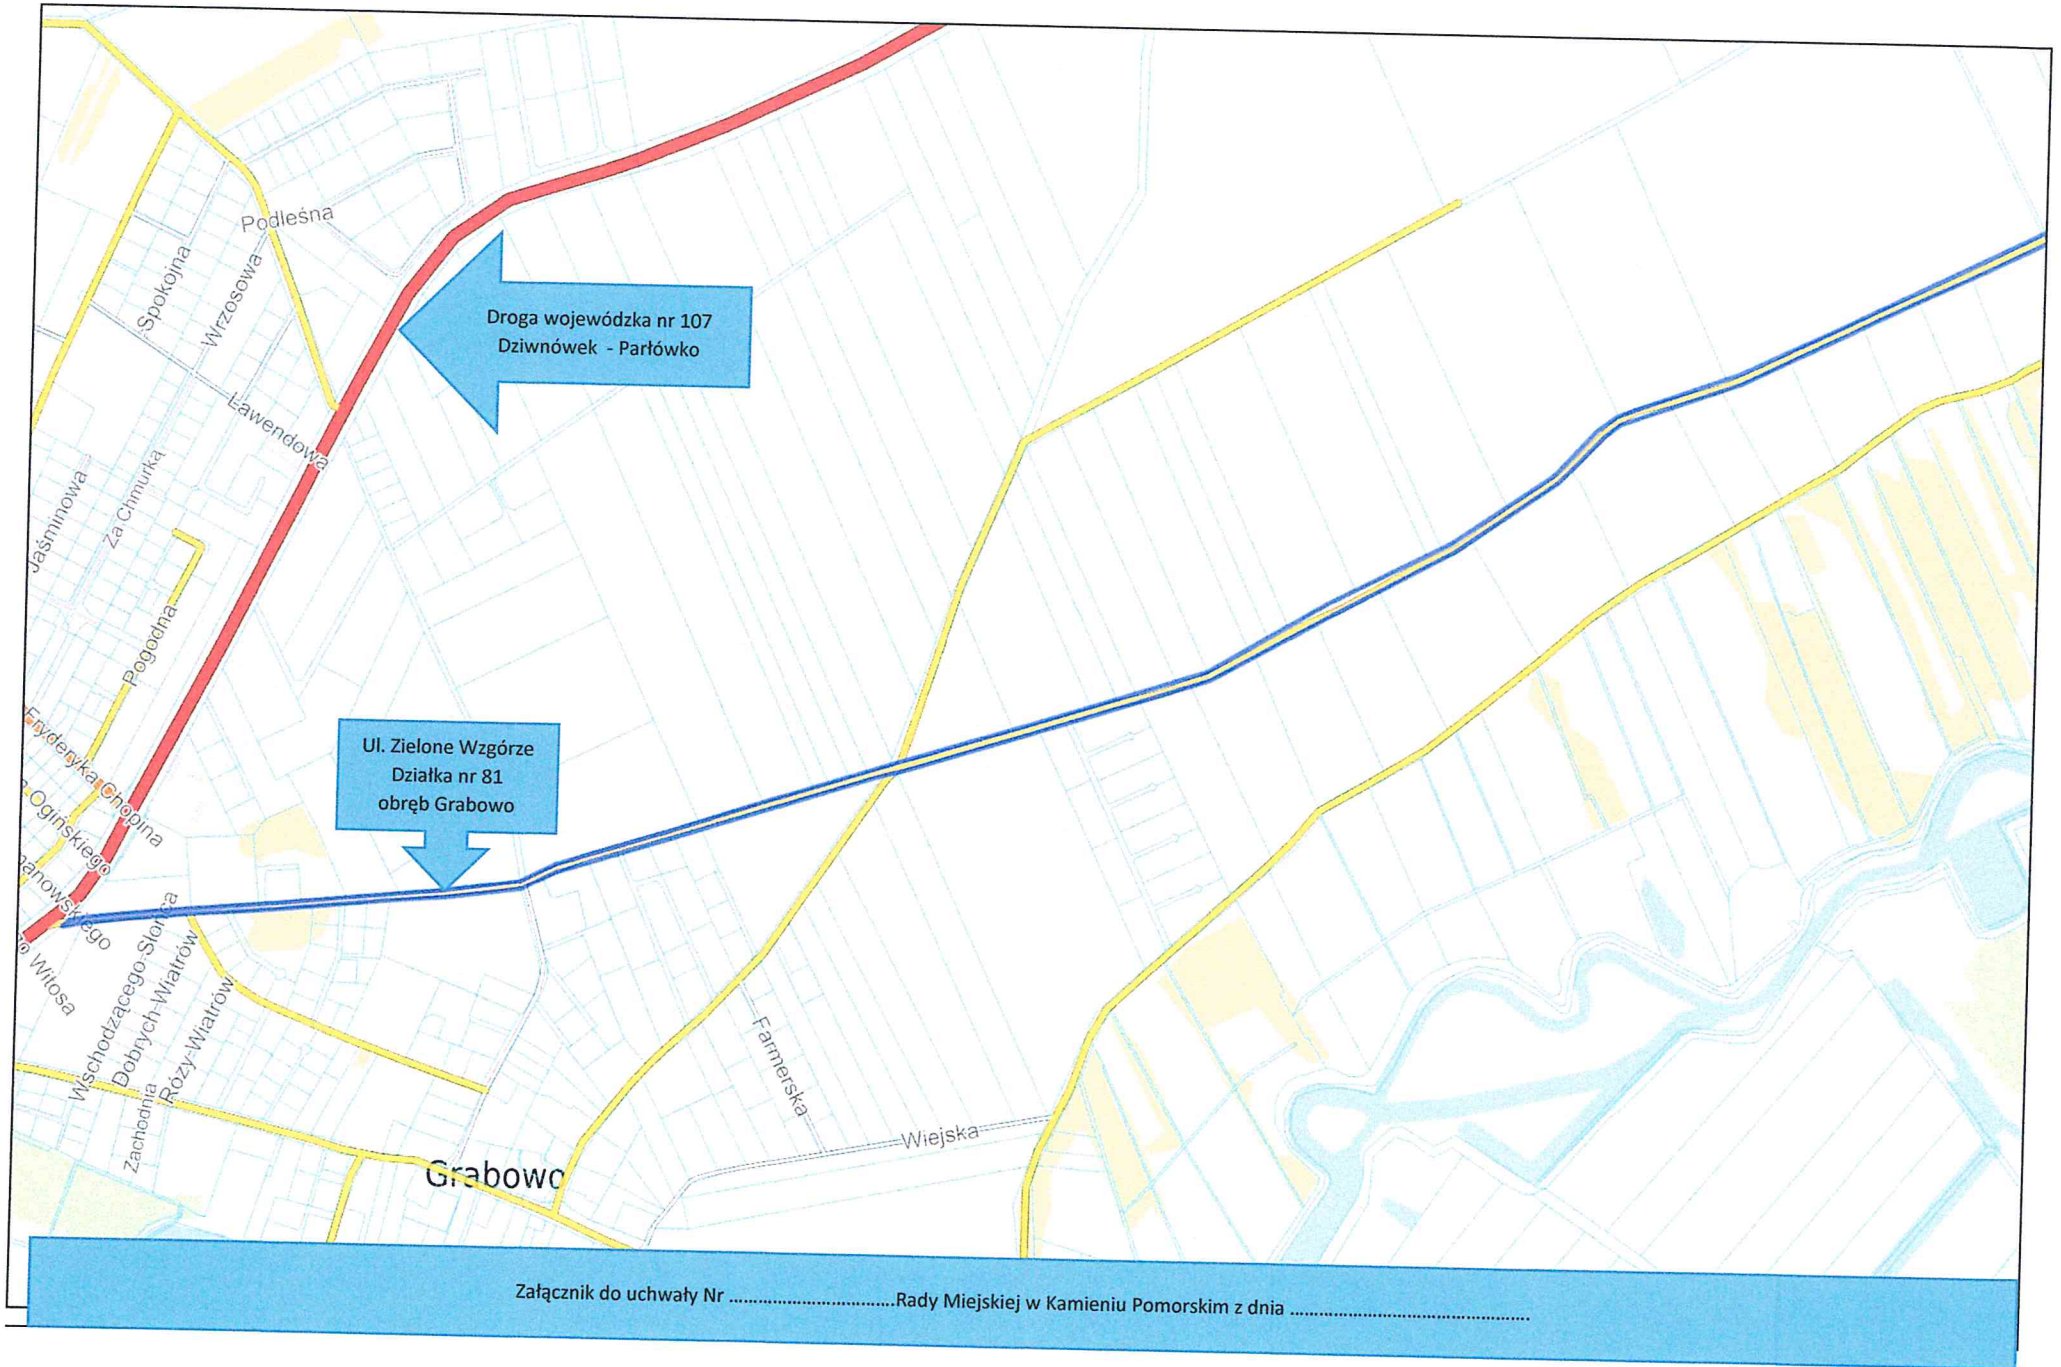 Podleśna
Spokojna
Wrzosowa
Droga wojewódzka nr 107
Dziwnówek - Parłówko
Ławendowa
Jaśminowa
Za Chmurką
Pogodna
Fryderyka Chopina
Ogińskiego
Ul. Zielone Wzgórze
Działka nr 81
obręb Grabowo
Witosa
Wschodzącego-Słońca
Dobrych-Wiatrów
Róży-Wiatrów
Zachodnia
Farmerska
Wiejska
Grabowo
Załącznik do uchwały Nr ................................Rady Miejskiej w Kamieniu Pomorskim z dnia ..............................................